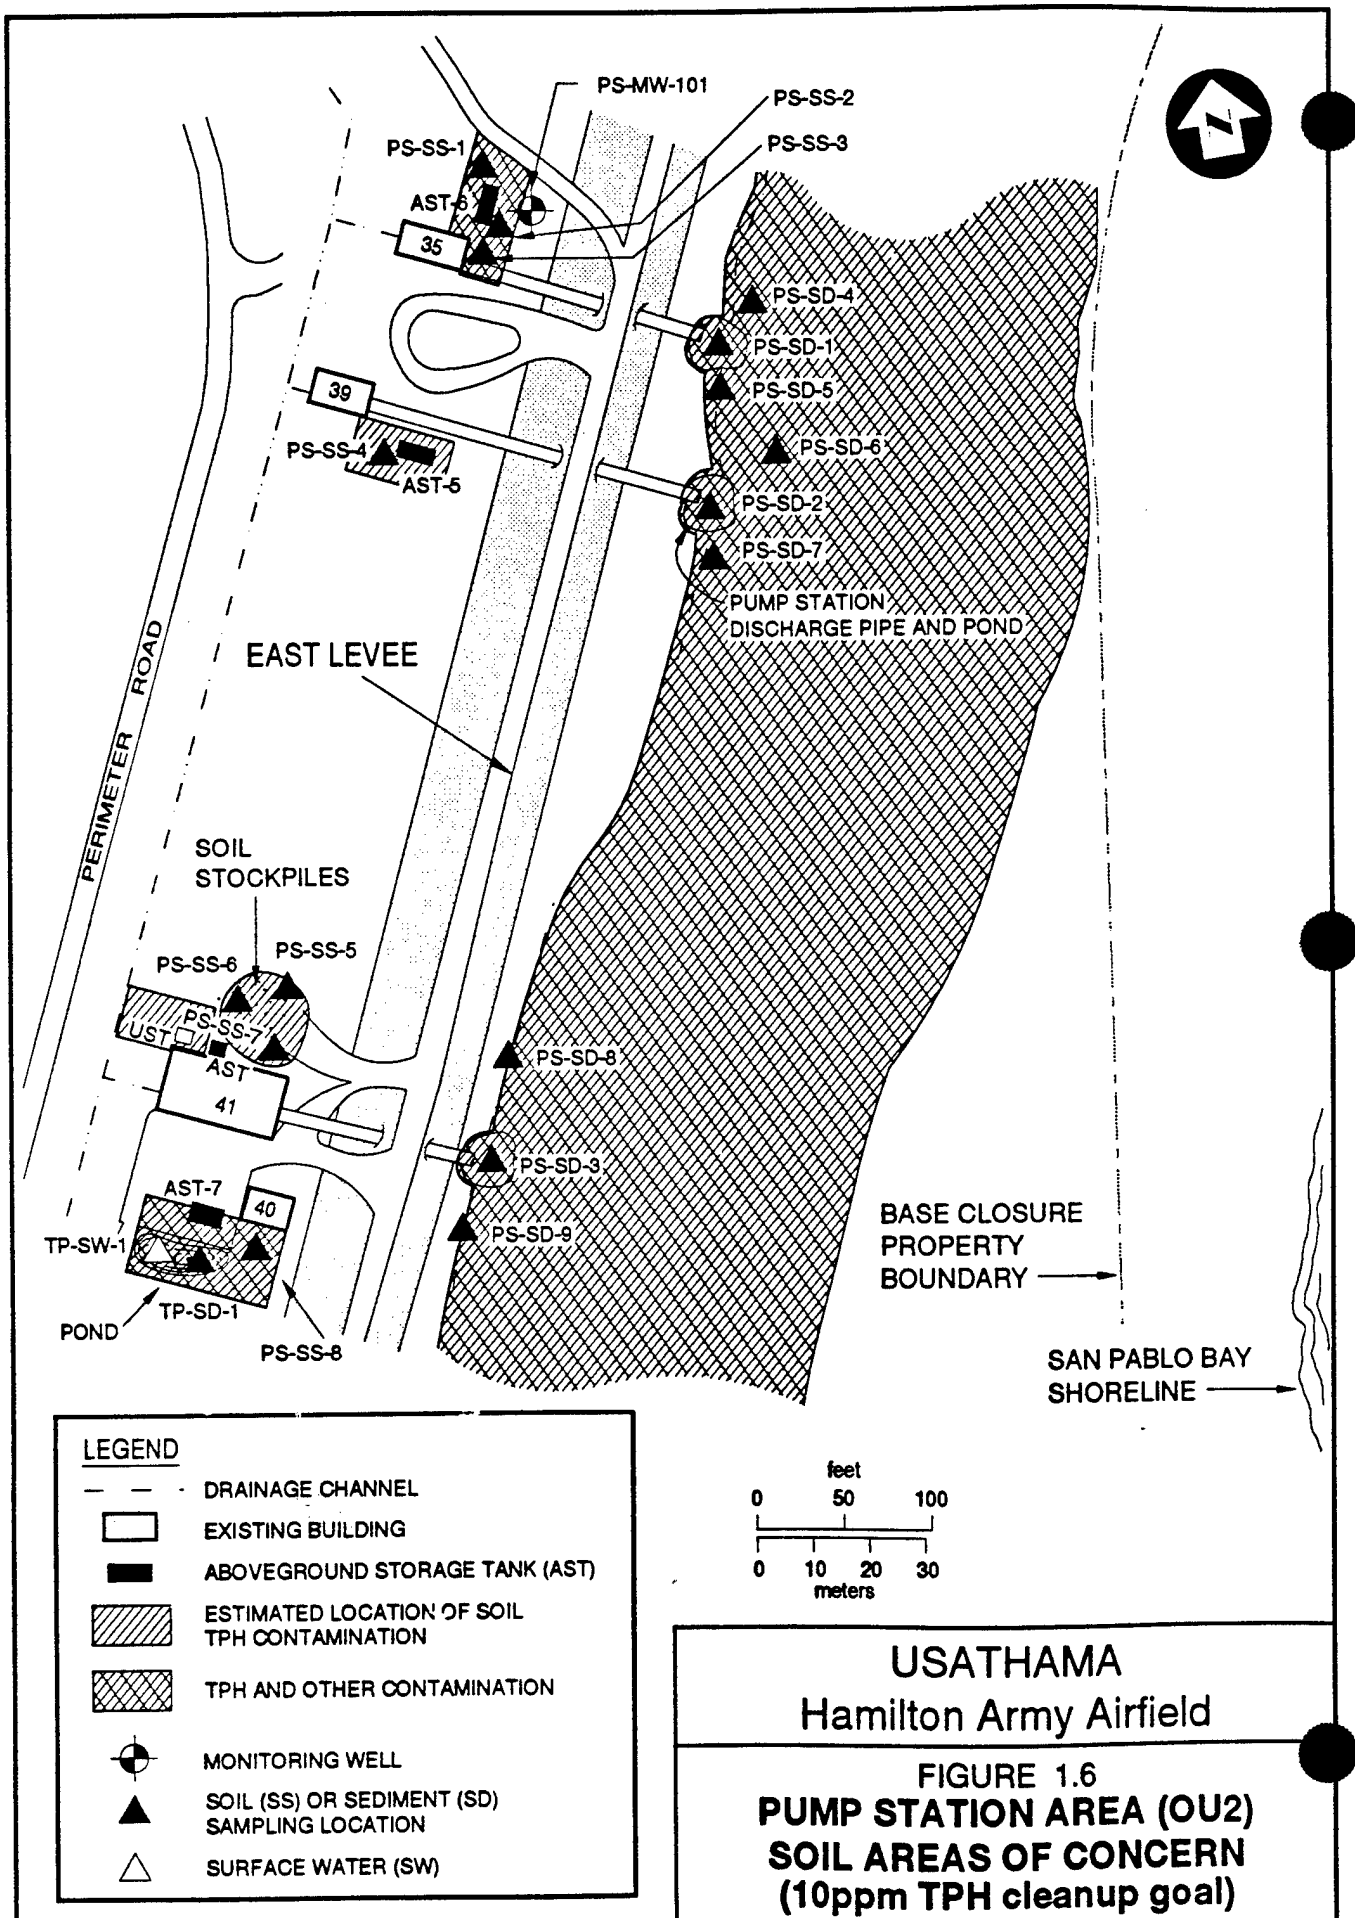 PS-MW-101
PS-SS-2
PS-SS-3
PS-SS-1
AST-6
35
PS-SD-4
PS-SD-1
PS-SD-5
39
PS-SS-4
AST-5
PS-SD-6
PS-SD-2
PS-SD-7
PUMP STATION
DISCHARGE PIPE AND POND
EAST LEVEE
PERIMETER ROAD
SOIL
STOCKPILES
PS-SS-6
PS-SS-5
PS-SS-7
UST
AST
41
PS-SD-8
PS-SD-3
AST-7
40
TP-SW-1
PS-SD-9
TP-SD-1
POND
PS-SS-8
BASE CLOSURE
PROPERTY
BOUNDARY
SAN PABLO BAY
SHORELINE
LEGEND
DRAINAGE CHANNEL
EXISTING BUILDING
ABOVEGROUND STORAGE TANK (AST)
ESTIMATED LOCATION OF SOIL
TPH CONTAMINATION
TPH AND OTHER CONTAMINATION
MONITORING WELL
SOIL (SS) OR SEDIMENT (SD)
SAMPLING LOCATION
SURFACE WATER (SW)
feet
0 50 100
0 10 20 30
meters
USATHAMA
Hamilton Army Airfield
FIGURE 1.6
PUMP STATION AREA (OU2)
SOIL AREAS OF CONCERN
(10ppm TPH cleanup goal)
Z